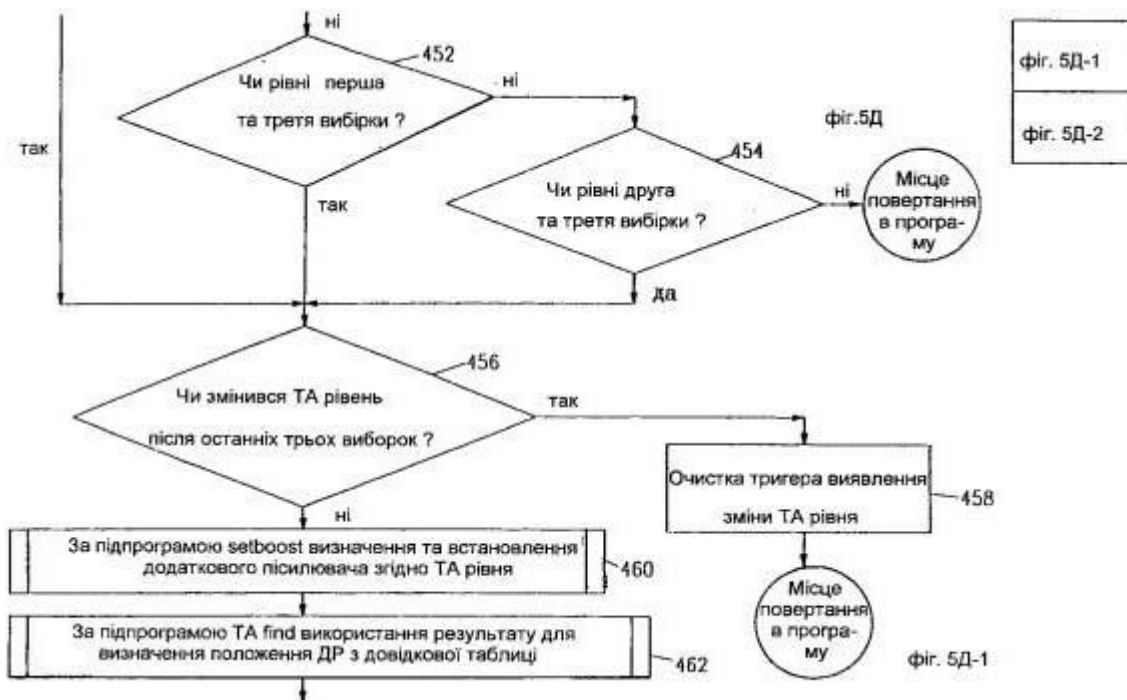 ні
452
Чи рівні перша
та третя вибірки ?
ні
так
так
фіг.5Д
фіг. 5Д-1
фіг. 5Д-2
454
Чи рівні друга
та третя вибірки ?
ні
Місце
повертання
в програ-
му
да
456
Чи змінився ТА рівень
після останніх трьох виборок ?
так
ні
Очистка тригера виявлення
зміни ТА рівня
458
За підпрограмою setboost визначення та встановлення
додаткового пісилювача згідно ТА рівня
460
Місце
повертання
в програ-
му
За підпрограмою TA find використання результату для
визначення положення ДР з довідкової таблиці
462
фіг. 5Д-1